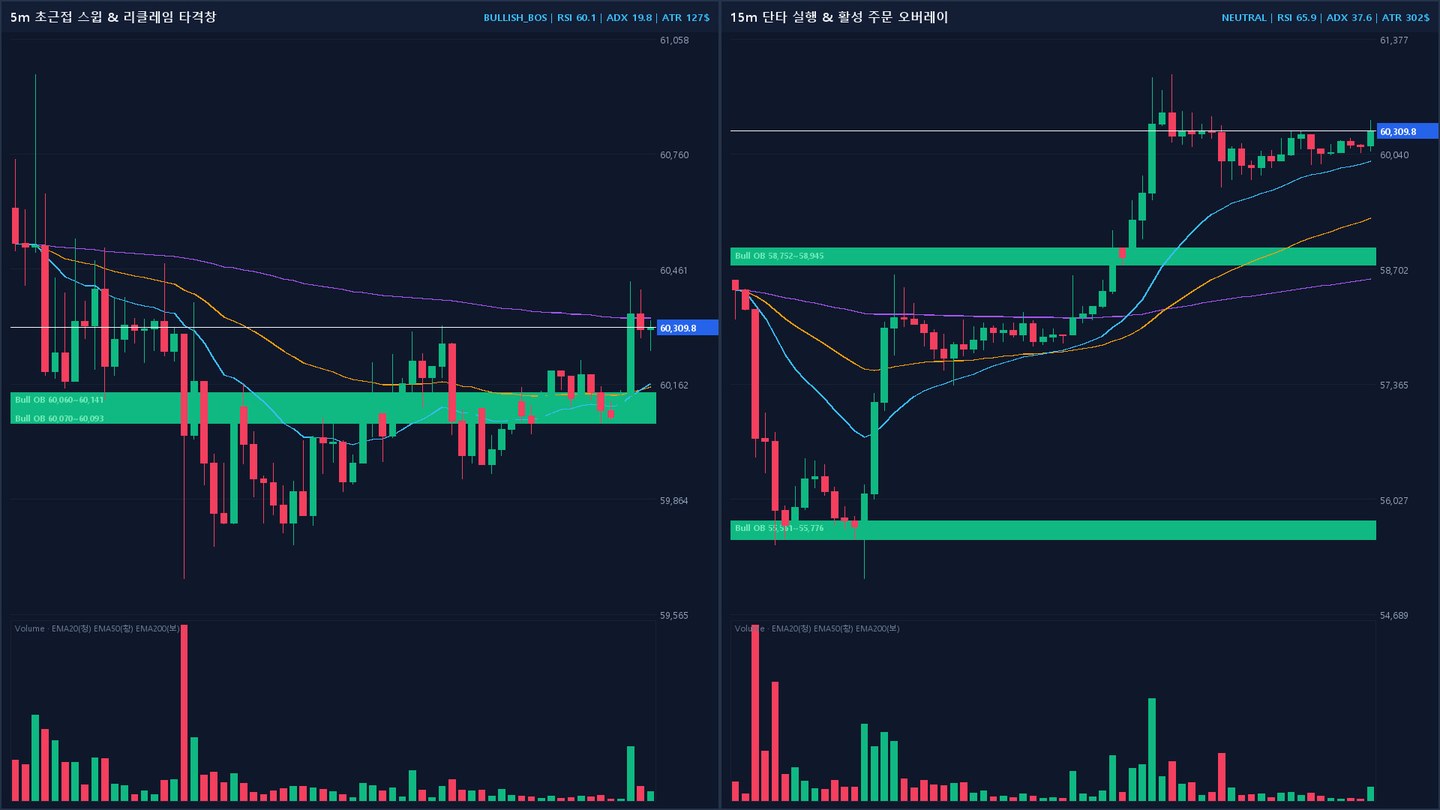 5m 초근접 스윕 & 리클레임 타격창
BULLISH_BOS | RSI 60.1 | ADX 19.8 | ATR 127$
61,058
60,760
60,461
60,309.8
60,162
Bull OB 60,060~60,141
Bull OB 60,070~60,093
59,864
59,565
Volume · EMA20(청) EMA50(황) EMA200(보)
15m 단타 실행 & 활성 주문 오버레이
NEUTRAL | RSI 65.9 | ADX 37.6 | ATR 302$
61,377
60,309.8
60,040
Bull OB 58,752~58,945
58,702
57,365
56,027
Bull OB
~55,776
54,689
Volume · EMA20(청) EMA50(황) EMA200(보)